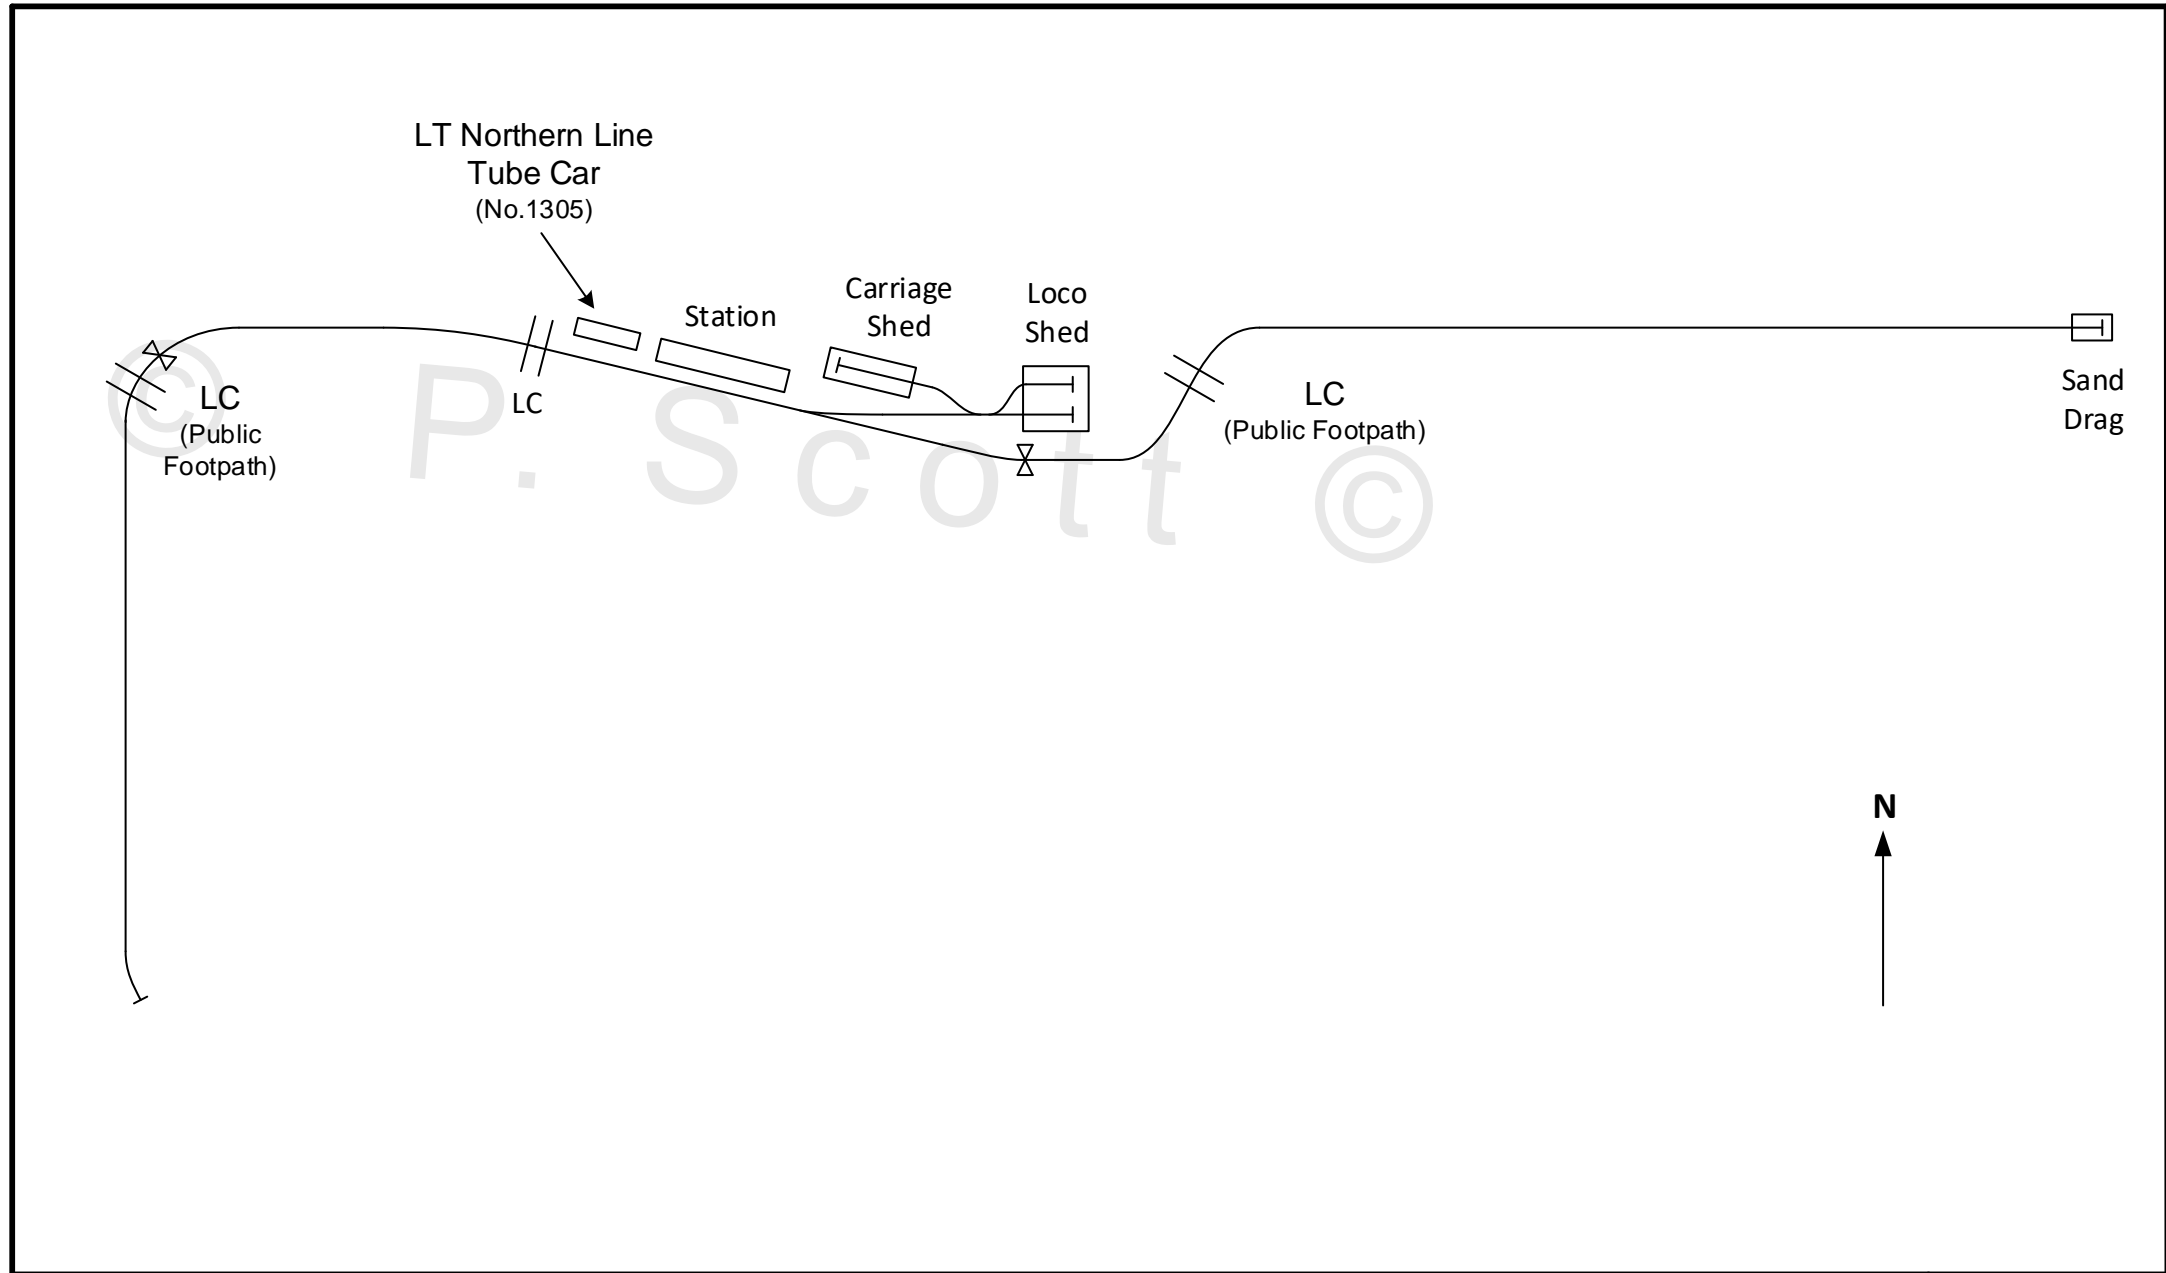 LT Northern Line
Tube Car
(No.1305)
Station
Carriage
Shed
Loco
Shed
LC
(Public
Footpath)
LC
LC
(Public Footpath)
Sand
Drag
© P. Scott ©
N